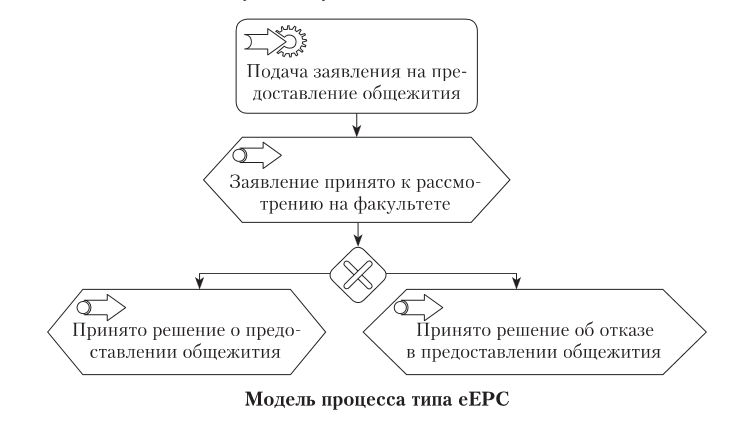 Подача заявления на пре-
доставление общежития
Заявление принято к рассмо-
трению на факультете
Принято решение о предо-
ставлении общежития
Принято решение об отказе
в предоставлении общежития
Модель процесса типа eEPC